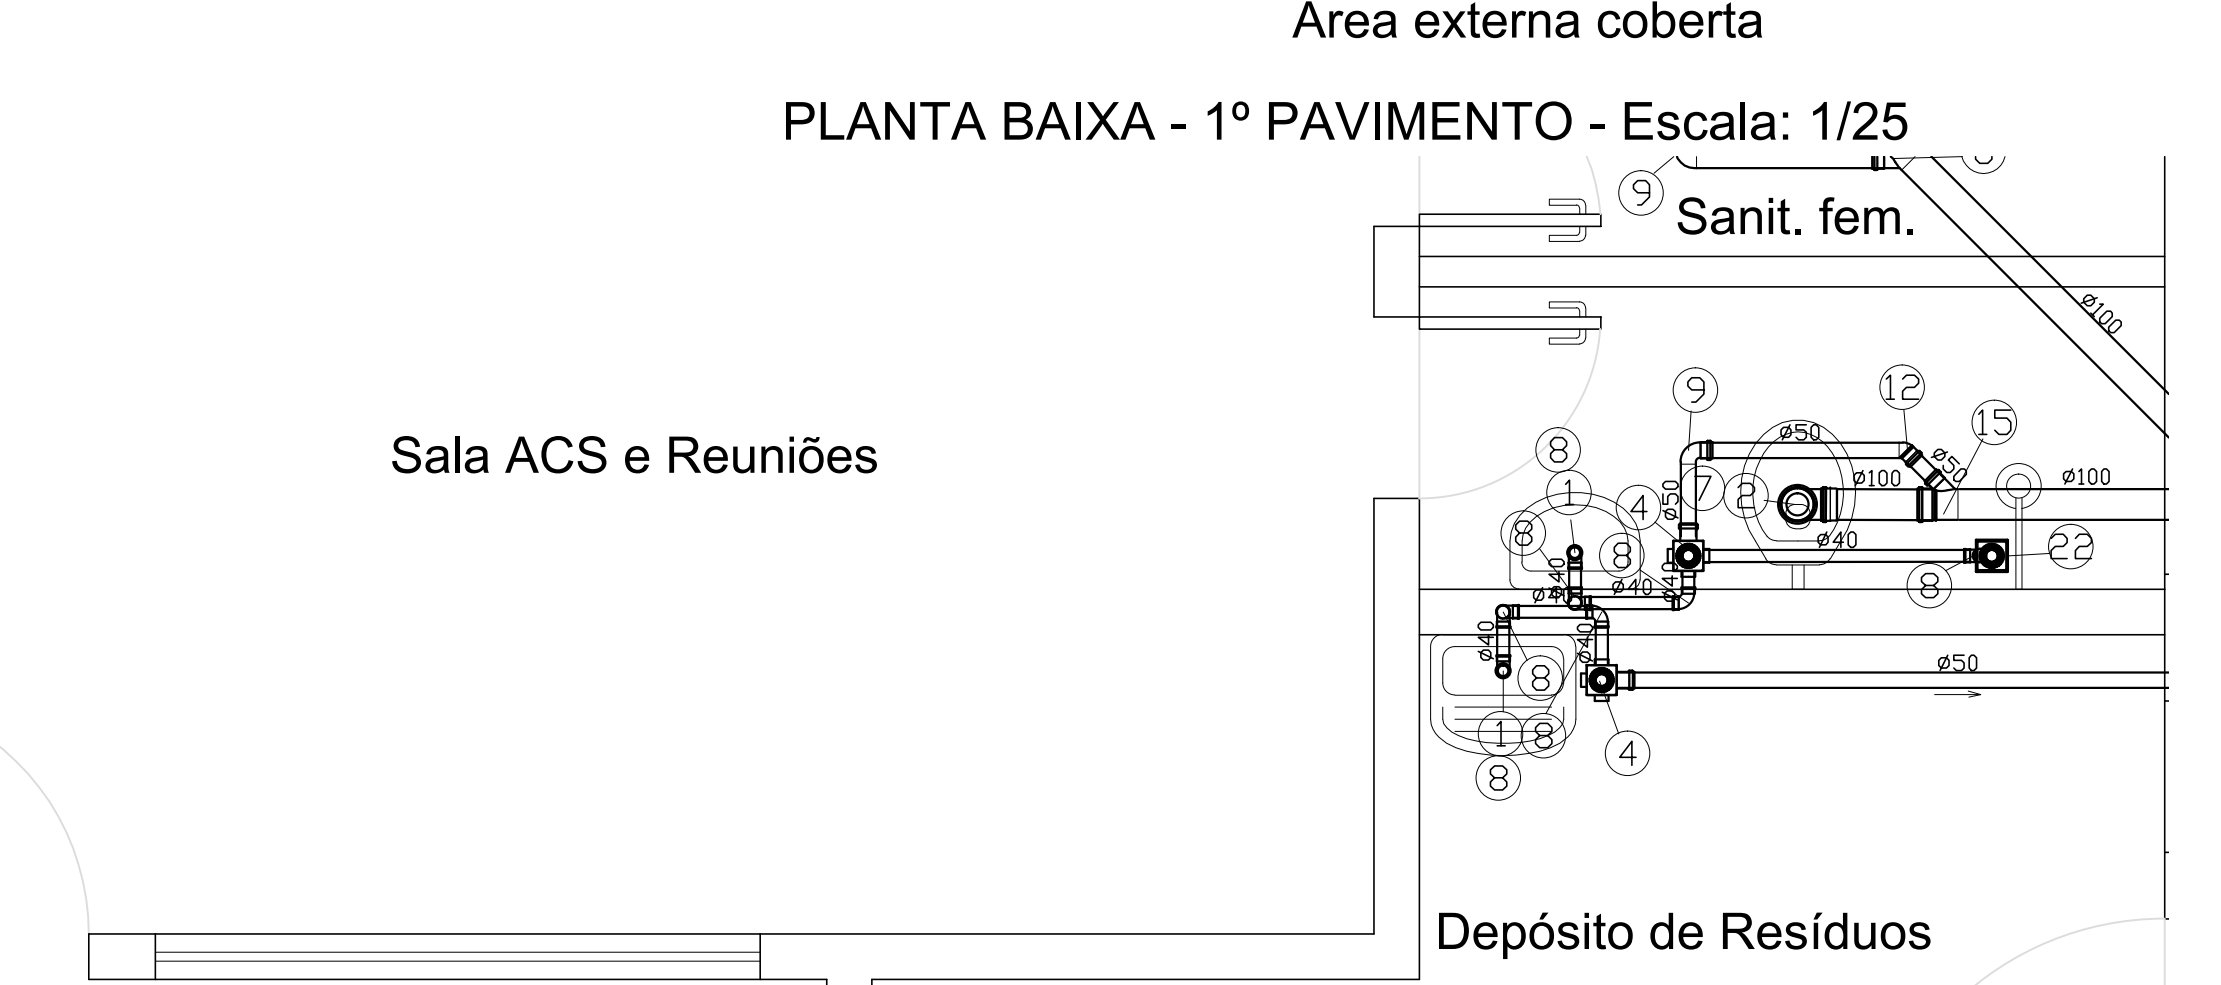 Area externa coberta
PLANTA BAIXA - 1º PAVIMENTO - Escala: 1/25
9
Sanit. fem.
ø100
9
12
15
ø50
ø50
Sala ACS e Reuniões
8
1
4
ø50
7
2
ø100
ø100
8
8
ø40
22
ø40
ø40
ø40
ø40
8
ø40
ø40
ø50
8
1
8
4
8
Depósito de Resíduos